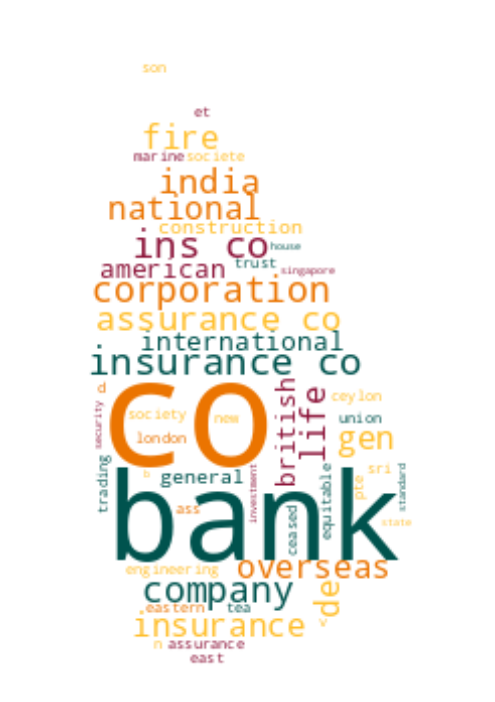 son
et
fire
marine societe
india
national
construction
ins co house
american trust singapore
corporation
assurance co
international
insurance co
co
d
security
society new
london
british
life
ceylon
union
gen
trading
b general
ass
investment
ceased
equitable
pte
sri
standard
state
bank
engineering overseas
company
de
eastern tea
insurance v
n assurance
east